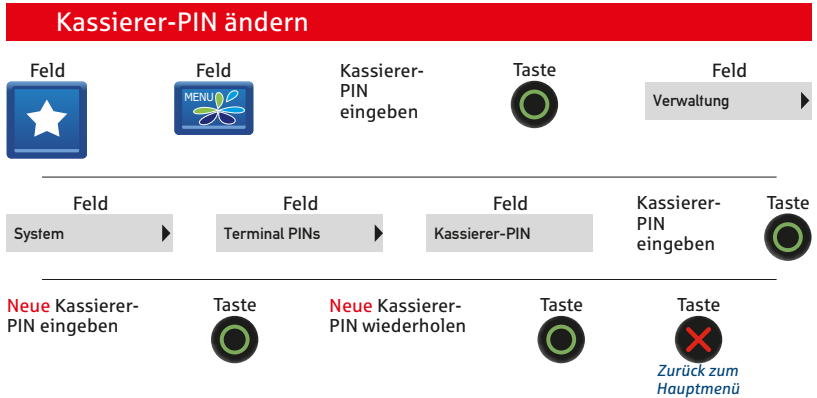 Kassierer-PIN ändern
Feld
MENU
Feld
Kassierer-
PIN
eingeben
Taste
Feld
Verwaltung
Feld
System
Feld
Terminal PINs
Feld
Kassierer-PIN
Kassierer-
PIN
eingeben
Taste
Neue Kassierer-
PIN eingeben
Taste
Neue Kassierer-
PIN wiederholen
Taste
Taste
Zurück zum
Hauptmenü